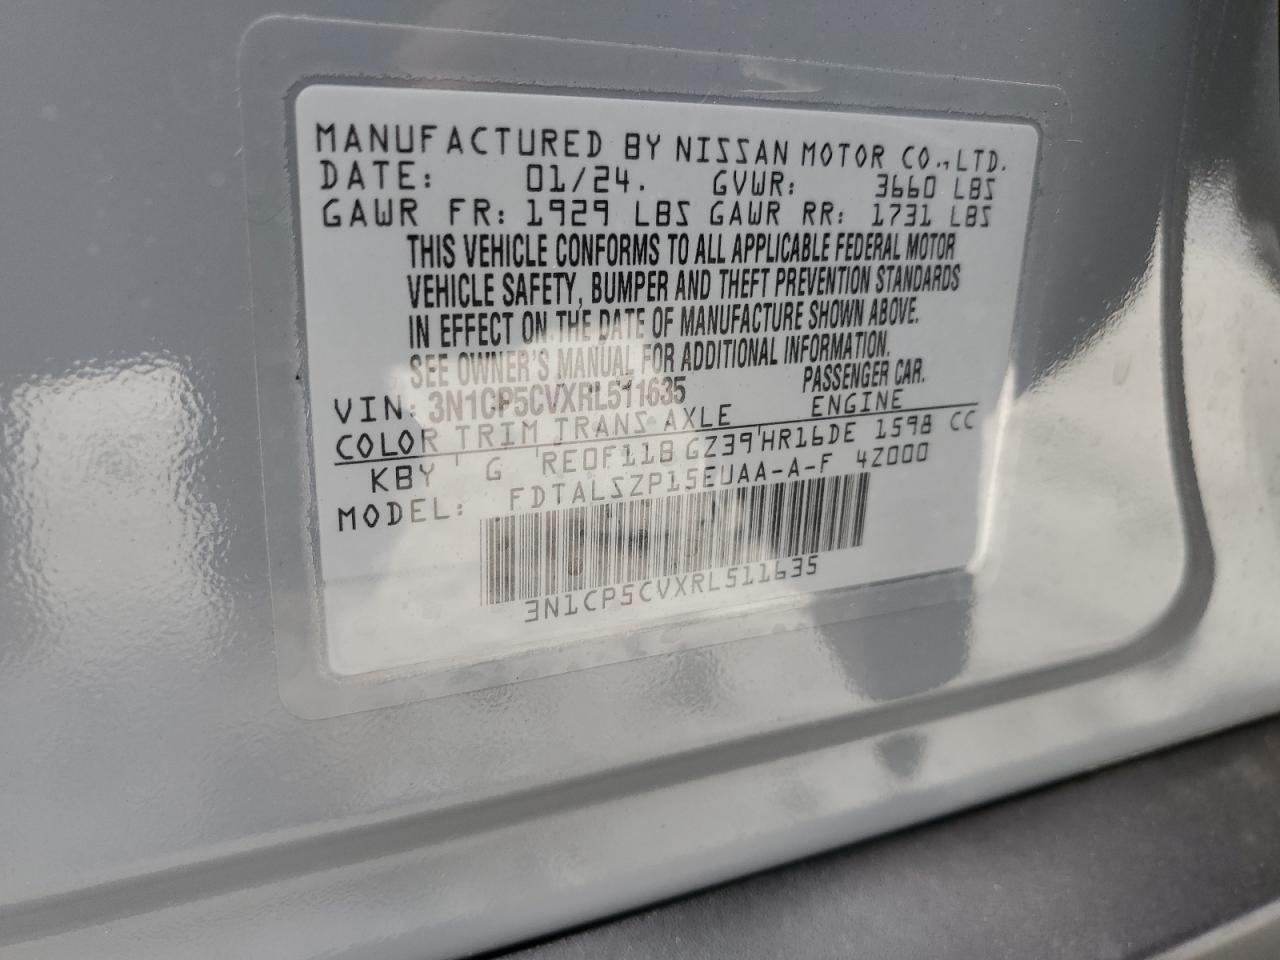 MANUFACTURED BY NISSAN MOTOR CO.,LTD.
DATE: 01/24. GVWR: 3660 LBS
GAWR FR: 1929 LBS GAWR RR: 1731 LBS
THIS VEHICLE CONFORMS TO ALL APPLICABLE FEDERAL MOTOR
VEHICLE SAFETY, BUMPER AND THEFT PREVENTION STANDARDS
IN EFFECT ON THE DATE OF MANUFACTURE SHOWN ABOVE.
SEE OWNER'S MANUAL FOR ADDITIONAL INFORMATION.
VIN: 3N1CP5CVXRL511635 PASSENGER CAR.
COLOR TRIM TRANS AXLE ENGINE
KBY ' G ' RE0F11B GZ39'HR16DE 1598 CC
MODEL: FDTALSZP15EUAA-A-F 4Z000
3N1CP5CVXRL511635